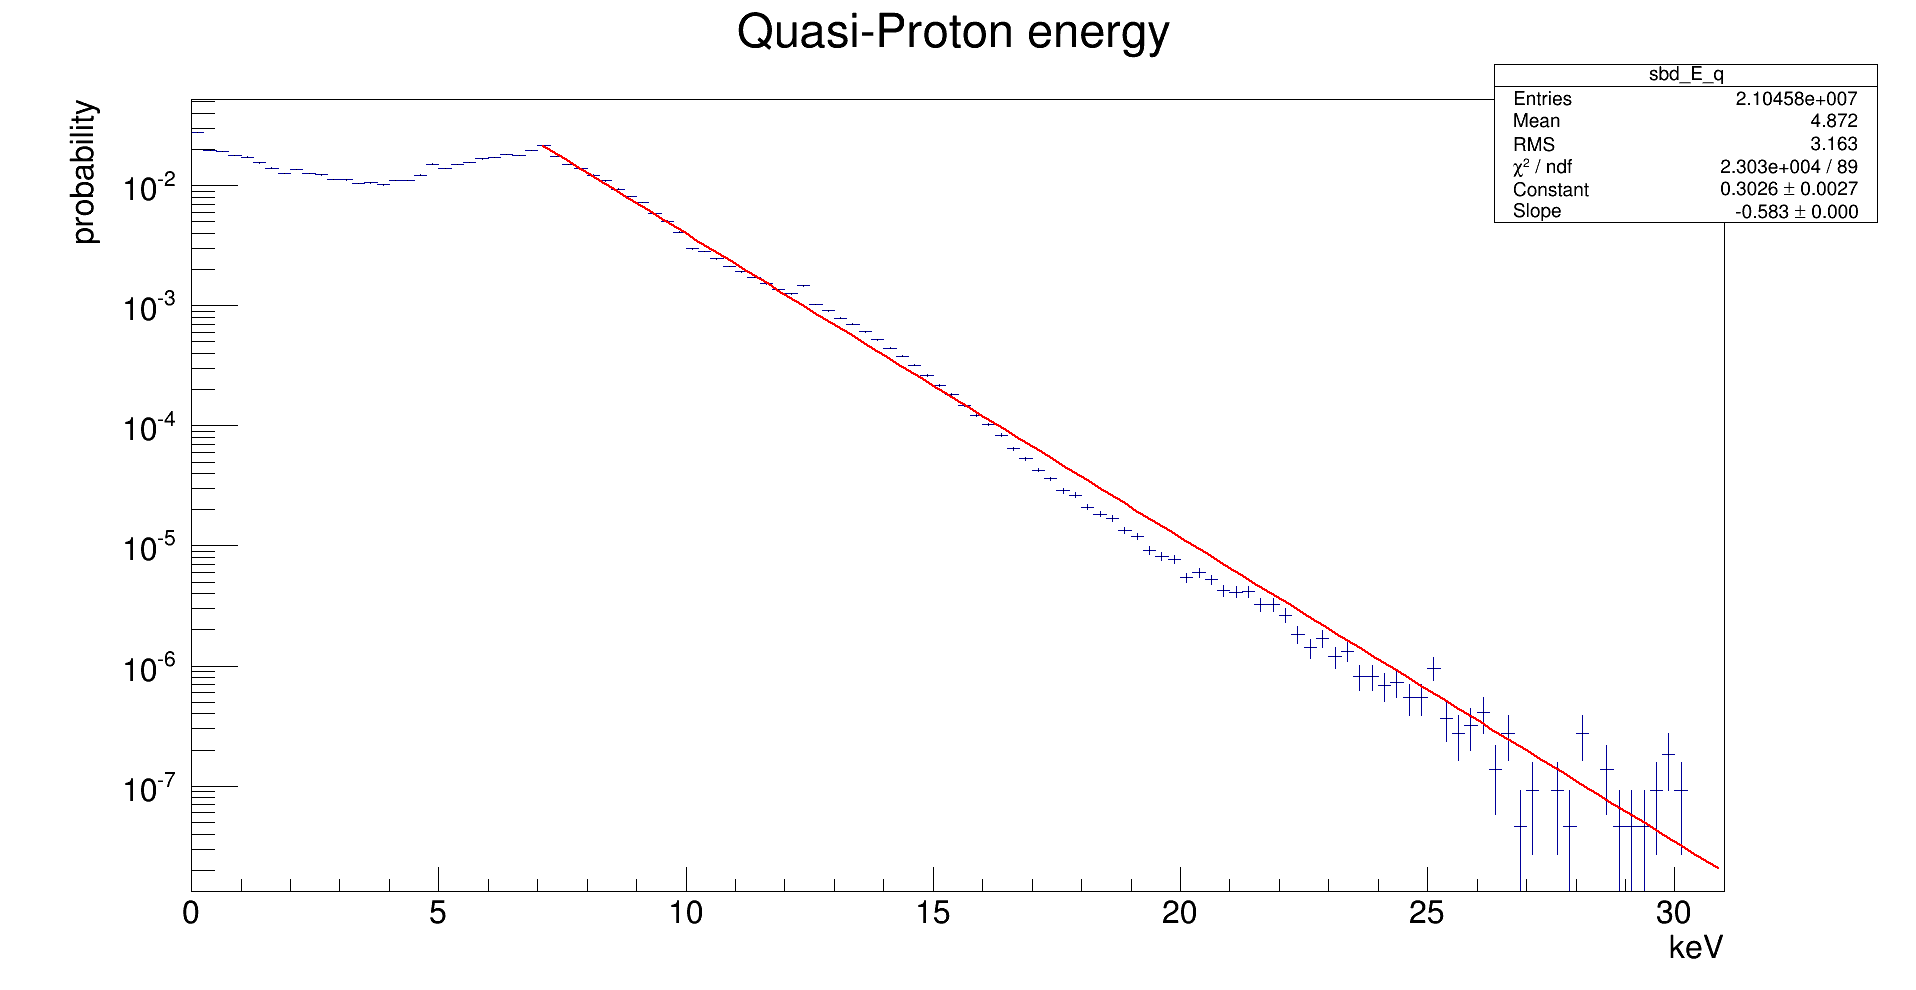 Quasi-Proton energy
sbd_E_q
Entries 2.10458e+007
Mean 4.872
RMS 3.163
χ² / ndf 2.303e+004 / 89
Constant 0.3026 ± 0.0027
Slope -0.583 ± 0.000
probability
10⁻²
10⁻³
10⁻⁴
10⁻⁵
10⁻⁶
10⁻⁷
0 5 10 15 20 25 30
keV